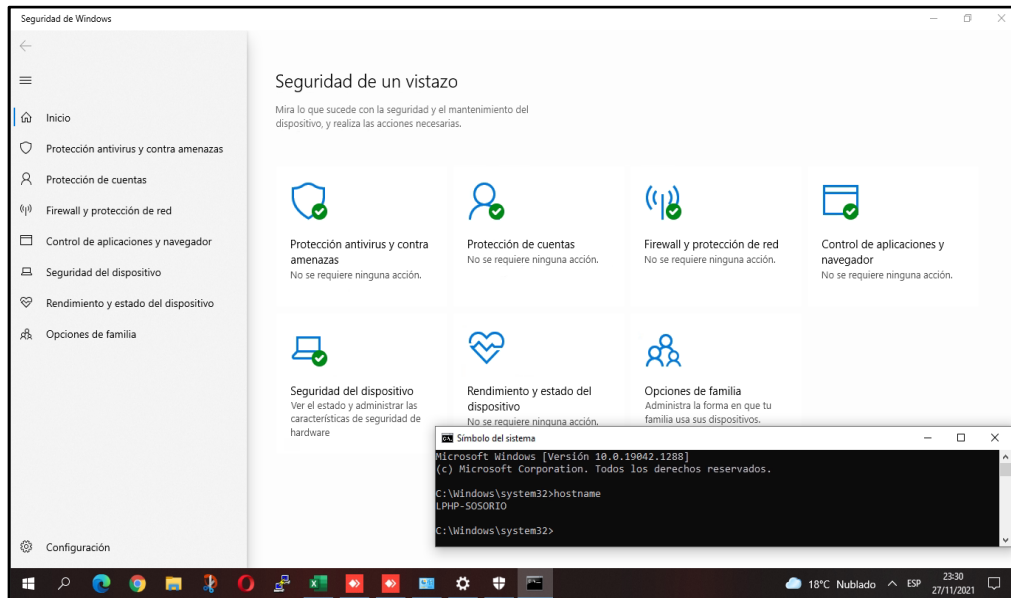 Seguridad de Windows
Inicio
Protección antivirus y contra amenazas
Protección de cuentas
Firewall y protección de red
Control de aplicaciones y navegador
Seguridad del dispositivo
Rendimiento y estado del dispositivo
Opciones de familia
Configuración
Seguridad de un vistazo
Mira lo que sucede con la seguridad y el mantenimiento del
dispositivo, y realiza las acciones necesarias.
Protección antivirus y contra
amenazas
No se requiere ninguna acción.
Protección de cuentas
No se requiere ninguna acción.
Firewall y protección de red
No se requiere ninguna acción.
Control de aplicaciones y
navegador
No se requiere ninguna acción.
Seguridad del dispositivo
Ver el estado y administrar las
características de seguridad de
hardware
Rendimiento y estado del
dispositivo
No se requiere ninguna acción.
Opciones de familia
Administra la forma en que tu
familia usa sus dispositivos.
Símbolo del sistema
Microsoft Windows [Versión 10.0.19042.1288]
(c) Microsoft Corporation. Todos los derechos reservados.
C:\Windows\system32>hostname
LPHP-SOSORIO
C:\Windows\system32>
18°C Nublado
ESP
23:30
27/11/2021